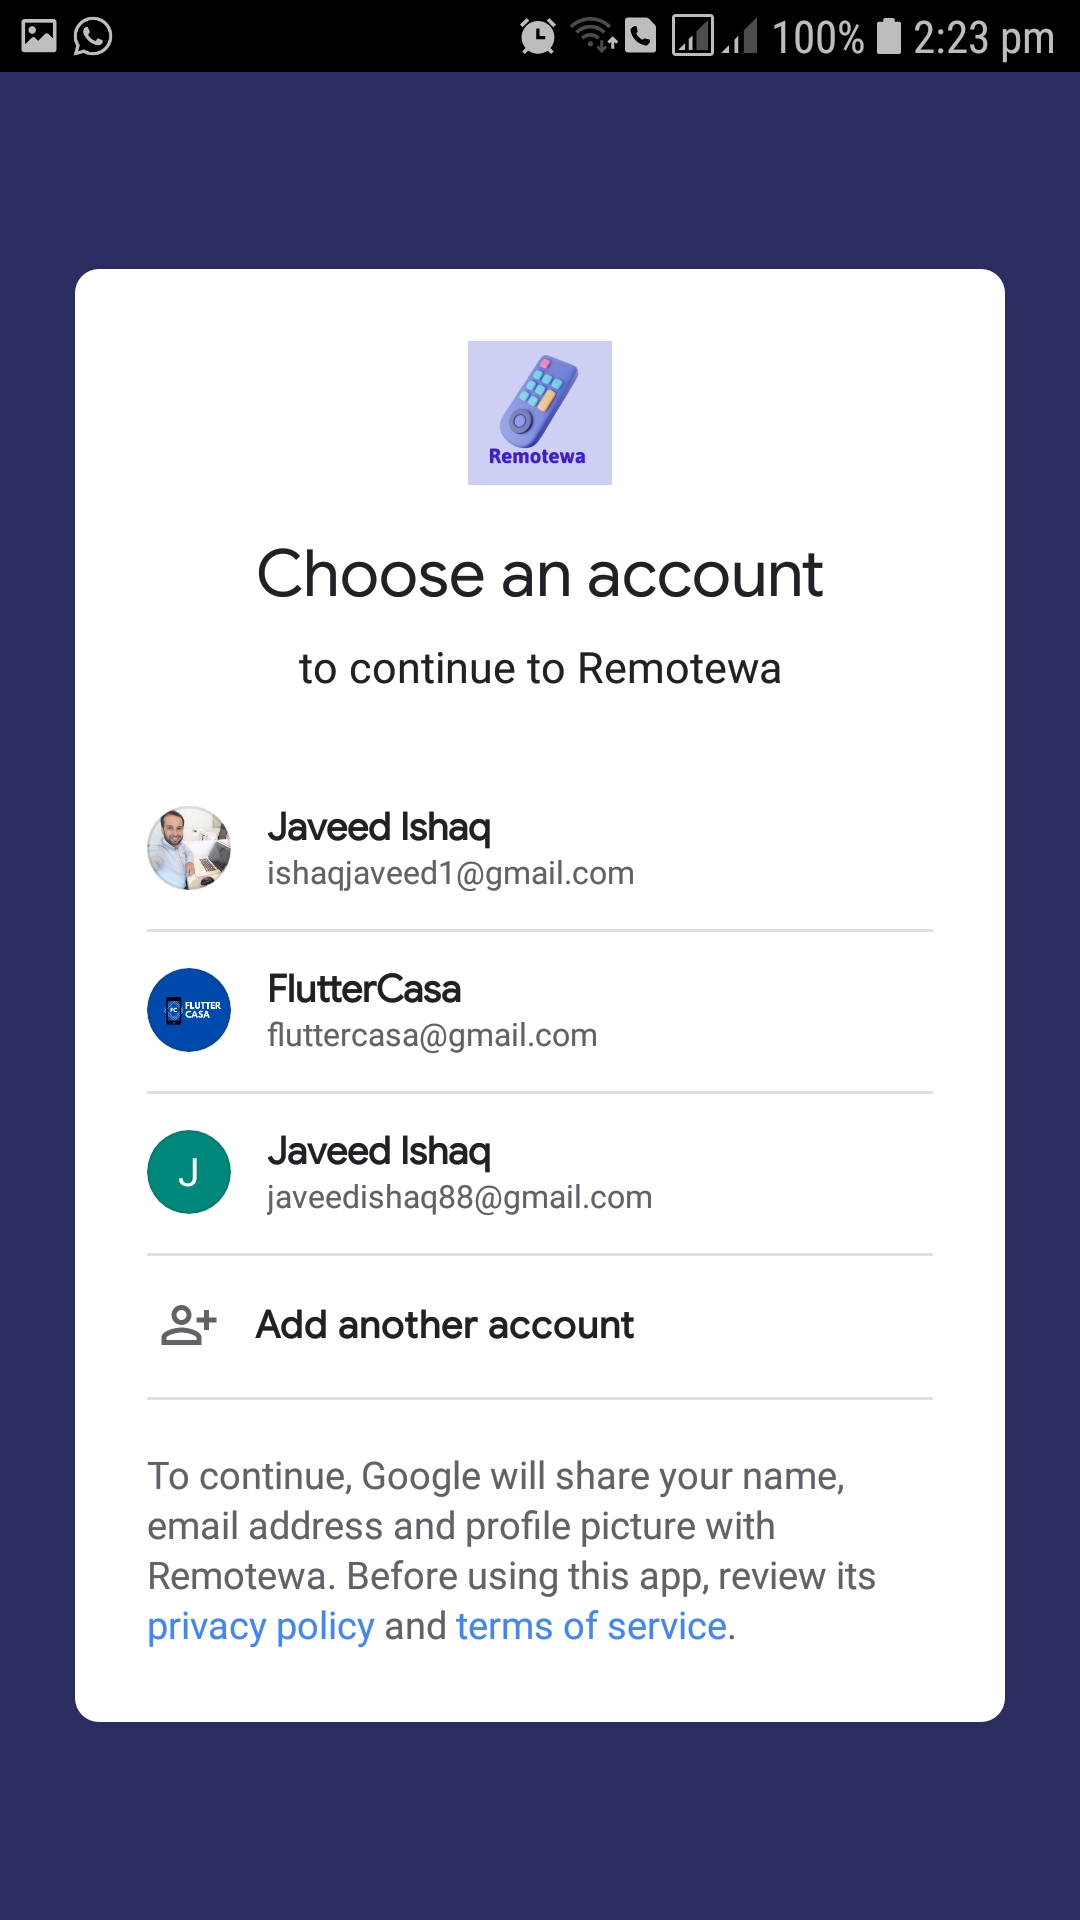 100% 2:23 pm
Remotewa
Choose an account
to continue to Remotewa
Javeed Ishaq
ishaqjaveed1@gmail.com
FLUTTER
CASA
FC
FlutterCasa
fluttercasa@gmail.com
J
Javeed Ishaq
javeedishaq88@gmail.com
Add another account
To continue, Google will share your name,
email address and profile picture with
Remotewa. Before using this app, review its
privacy policy and terms of service.